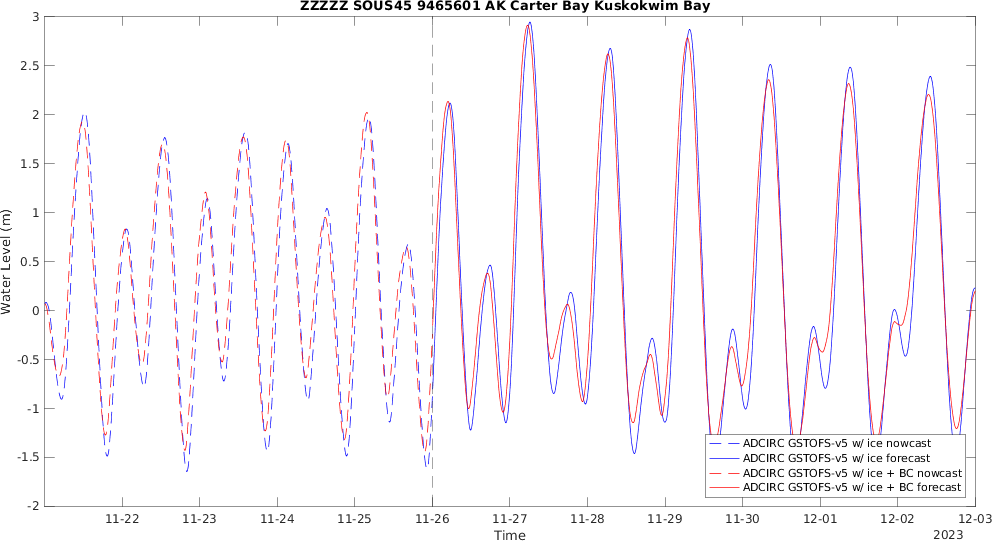 ZZZZZ SOUS45 9465601 AK Carter Bay Kuskokwim Bay
3
2.5
2
1.5
1
0.5
0
-0.5
-1
-1.5
-2
Water Level (m)
ADCIRC GSTOFS-v5 w/ ice nowcast
ADCIRC GSTOFS-v5 w/ ice forecast
ADCIRC GSTOFS-v5 w/ ice + BC nowcast
ADCIRC GSTOFS-v5 w/ ice + BC forecast
11-22 11-23 11-24 11-25 11-26 11-27 11-28 11-29 11-30 12-01 12-02 12-03
Time
2023